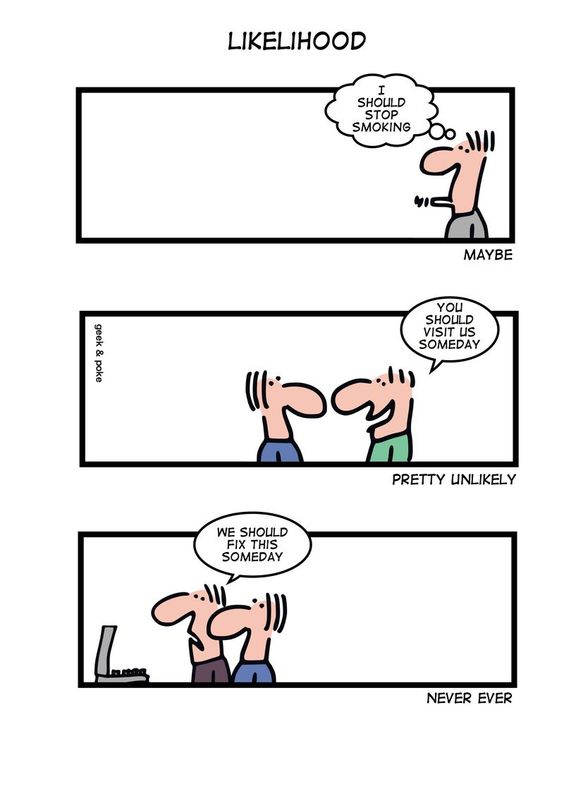 LIKELIHOOD
I
SHOULD
STOP
SMOKING
MAYBE
geek & poke
YOU
SHOULD
VISIT US
SOMEDAY
PRETTY UNLIKELY
WE SHOULD
FIX THIS
SOMEDAY
NEVER EVER